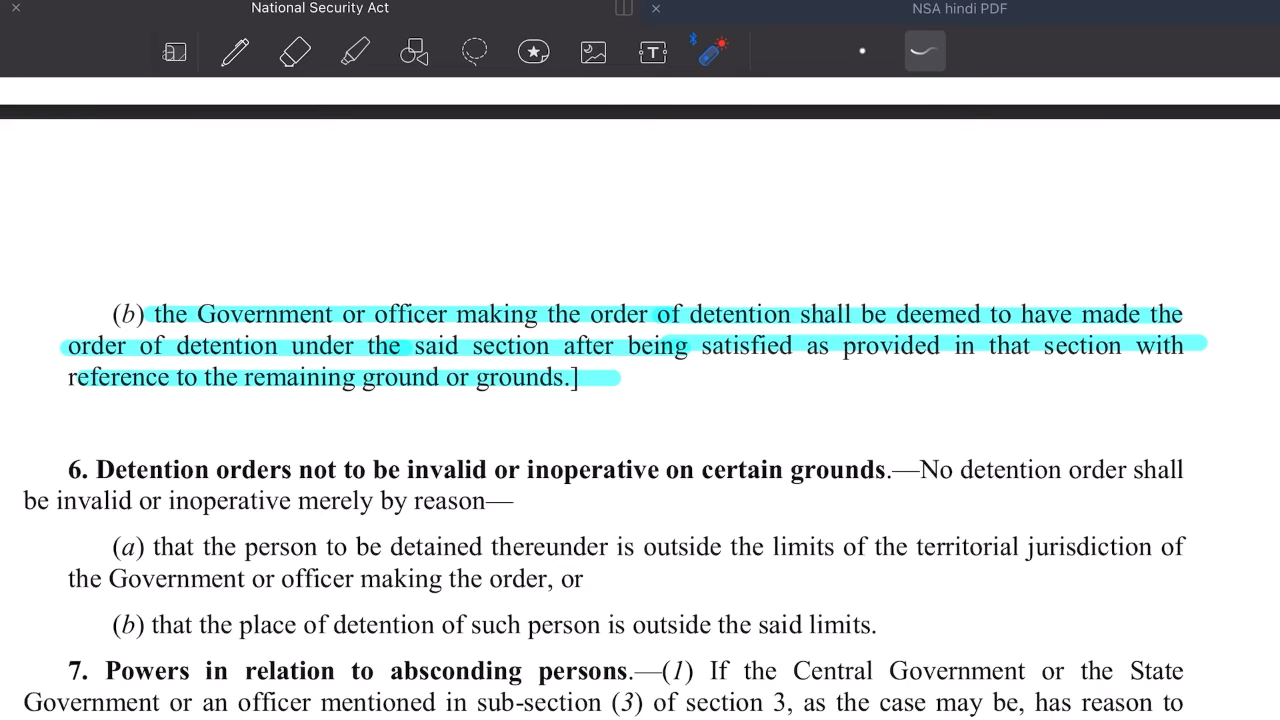 National Security Act
NSA hindi PDF
T
(b) the Government or officer making the order of detention shall be deemed to have made the
order of detention under the said section after being satisfied as provided in that section with
reference to the remaining ground or grounds.]
6. Detention orders not to be invalid or inoperative on certain grounds.—No detention order shall
be invalid or inoperative merely by reason—
(a) that the person to be detained thereunder is outside the limits of the territorial jurisdiction of
the Government or officer making the order, or
(b) that the place of detention of such person is outside the said limits.
7. Powers in relation to absconding persons.—(1) If the Central Government or the State
Government or an officer mentioned in sub-section (3) of section 3, as the case may be, has reason to